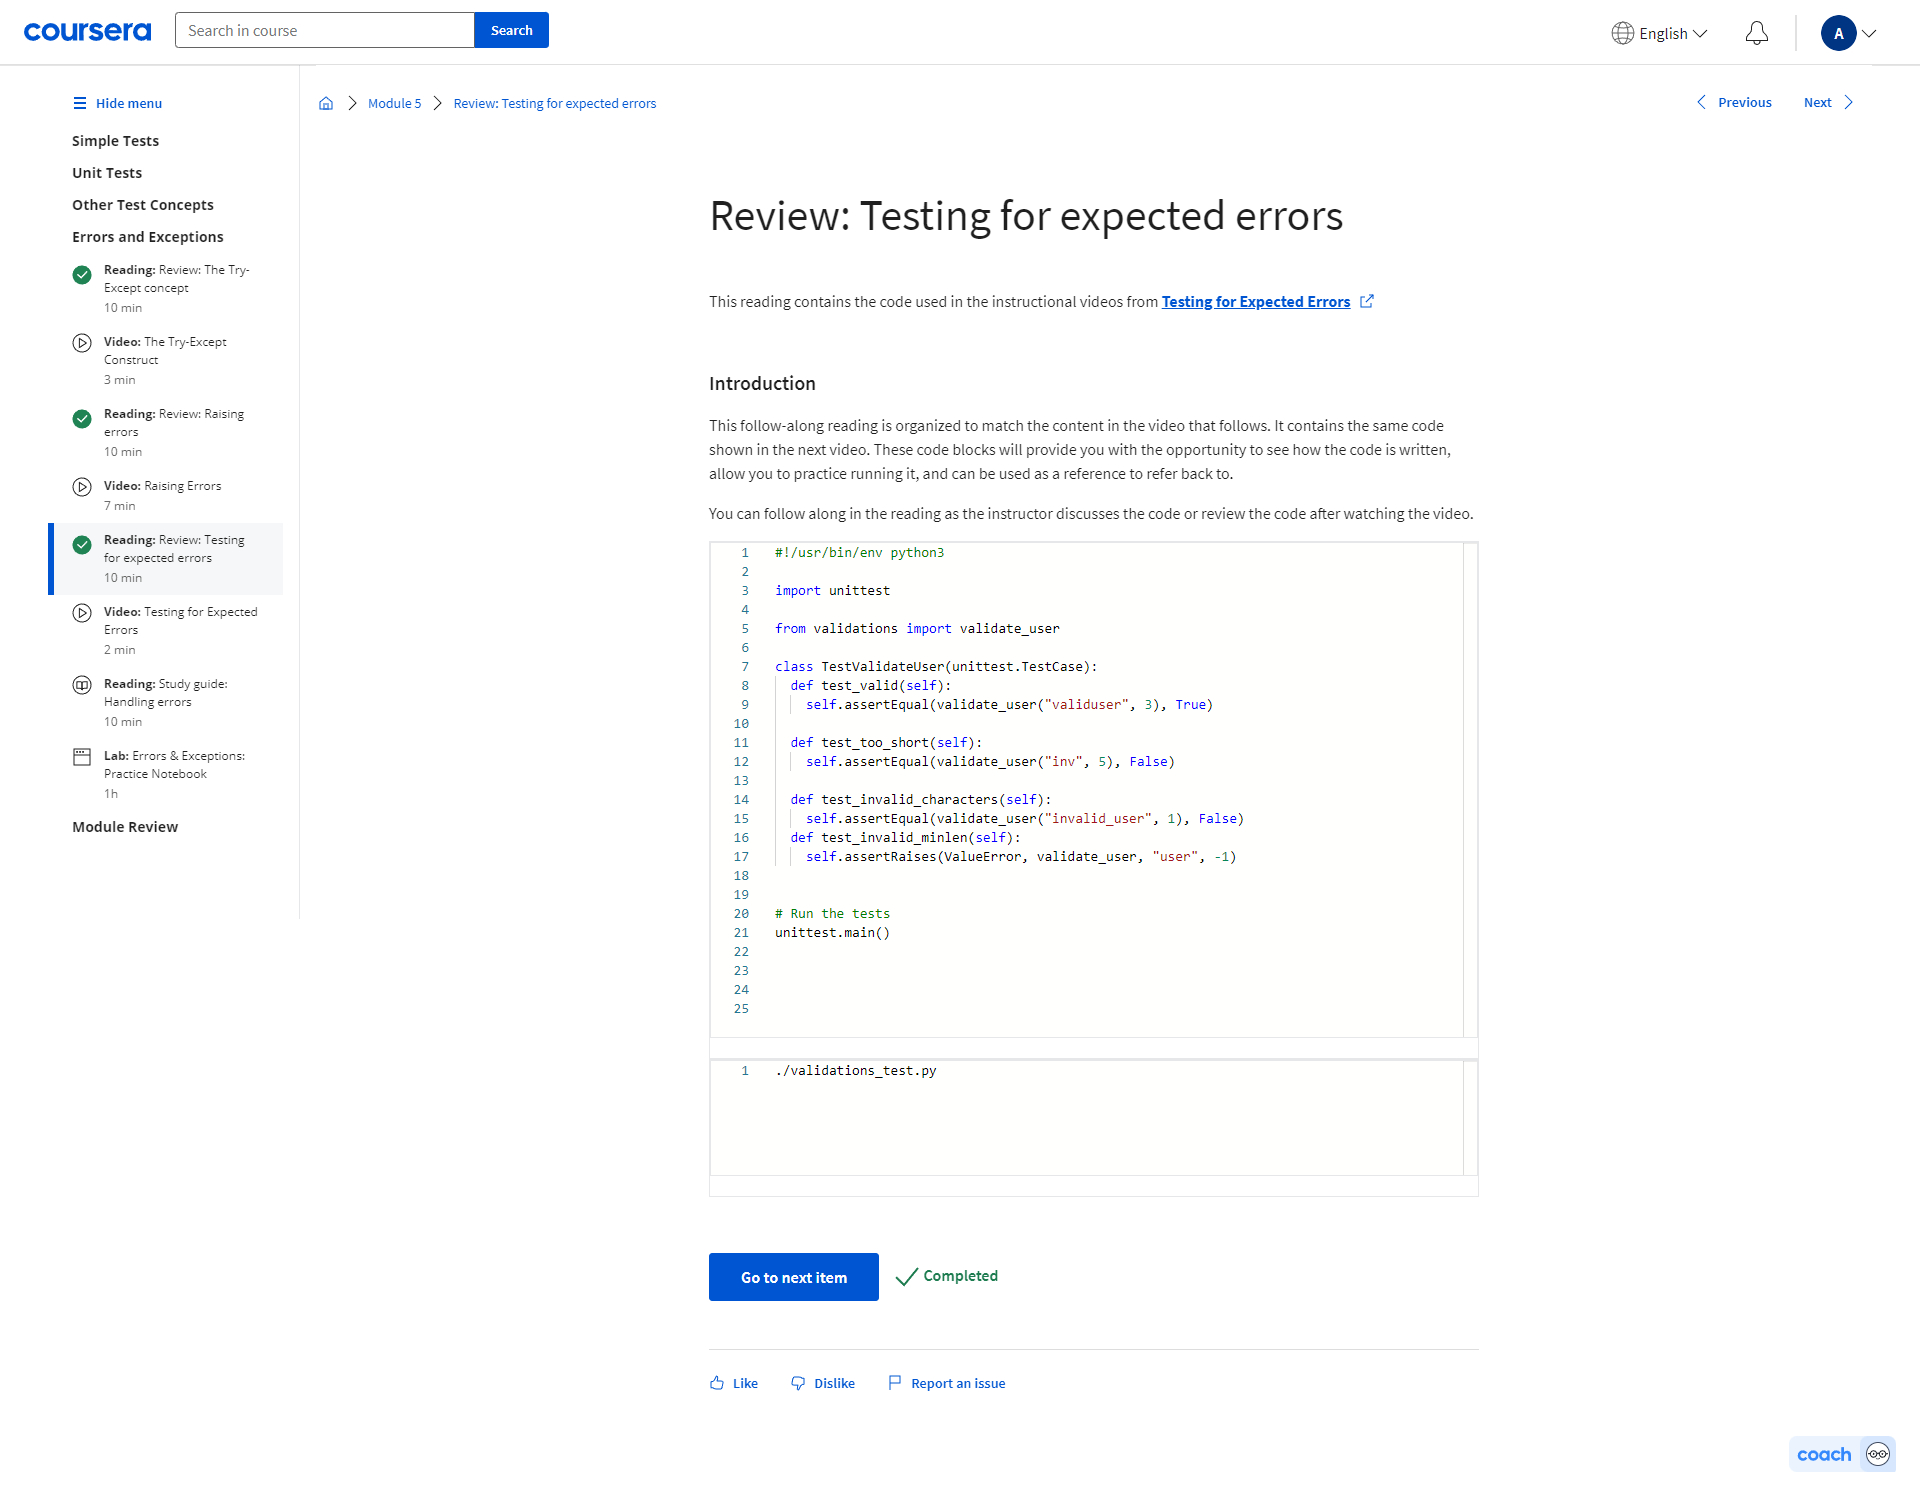 coursera
Search in course
Search
English
A
Hide menu
Simple Tests
Unit Tests
Other Test Concepts
Errors and Exceptions
Reading: Review: The Try-
Except concept
10 min
Video: The Try-Except
Construct
3 min
Reading: Review: Raising
errors
10 min
Video: Raising Errors
7 min
Reading: Review: Testing
for expected errors
10 min
Video: Testing for Expected
Errors
2 min
Reading: Study guide:
Handling errors
10 min
Lab: Errors & Exceptions:
Practice Notebook
1h
Module Review
Module 5
Review: Testing for expected errors
Previous
Next
Review: Testing for expected errors
This reading contains the code used in the instructional videos from Testing for Expected Errors
Introduction
This follow-along reading is organized to match the content in the video that follows. It contains the same code
shown in the next video. These code blocks will provide you with the opportunity to see how the code is written,
allow you to practice running it, and can be used as a reference to refer back to.
You can follow along in the reading as the instructor discusses the code or review the code after watching the video.
1 #!/usr/bin/env python3
2
3 import unittest
4
5 from validations import validate_user
6
7 class TestValidateUser(unittest.TestCase):
8 def test_valid(self):
9 self.assertEqual(validate_user("validuser", 3), True)
10
11 def test_too_short(self):
12 self.assertEqual(validate_user("inv", 5), False)
13
14 def test_invalid_characters(self):
15 self.assertEqual(validate_user("invalid_user", 1), False)
16 def test_invalid_minlen(self):
17 self.assertRaises(ValueError, validate_user, "user", -1)
18
19
20 # Run the tests
21 unittest.main()
22
23
24
25
1 ./validations_test.py
Go to next item
Completed
Like
Dislike
Report an issue
coach